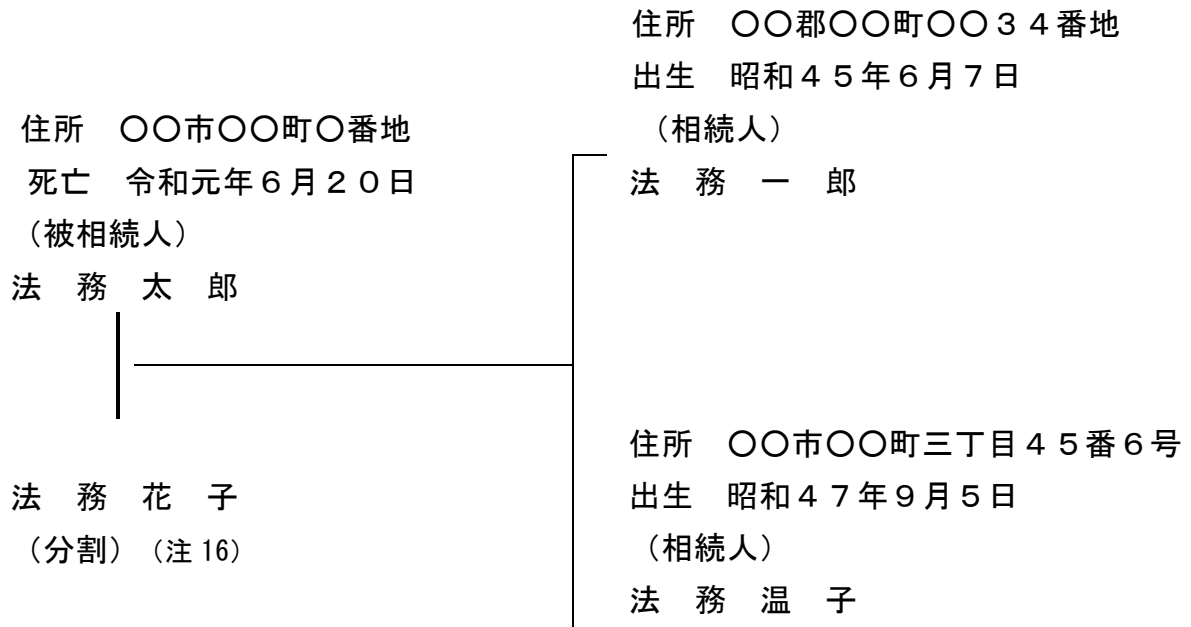 住所　〇〇郡〇〇町〇〇３４番地
出生　昭和４５年６月７日
（相続人）
法　務　一　郎
住所　〇〇市〇〇町〇番地
死亡　令和元年６月２０日
（被相続人）
法　務　太　郎
法　務　花　子
（分割）（注16）
住所　〇〇市〇〇町三丁目４５番６号
出生　昭和４７年９月５日
（相続人）
法　務　温　子